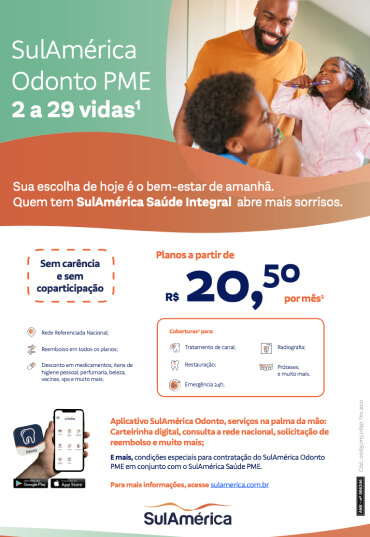 SulAmérica
Odonto PME
2 a 29 vidas¹
Sua escolha de hoje é o bem-estar de amanhã.
Quem tem SulAmérica Saúde Integral abre mais sorrisos.
Sem carência
e sem
coparticipação
Planos a partir de
R$ 20,50
por mês²
Rede Referenciada Nacional;
Reembolso em todos os planos;
Desconto em medicamentos, itens de
higiene pessoal, perfumaria, beleza,
vacinas, spa e muito mais;
Coberturas³ para:
Tratamento de canal;
Radiografia;
Restauração;
Próteses;
e muito mais.
Emergência 24h;
Odonto
Google Play
App Store
Aplicativo SulAmérica Odonto, serviços na palma da mão:
Carteirinha digital, consulta a rede nacional, solicitação de
reembolso e muito mais;
E mais, condições especiais para contratação do SulAmérica Odonto
PME em conjunto com o SulAmérica Saúde PME.
Para mais informações, acesse sulamerica.com.br
SulAmérica